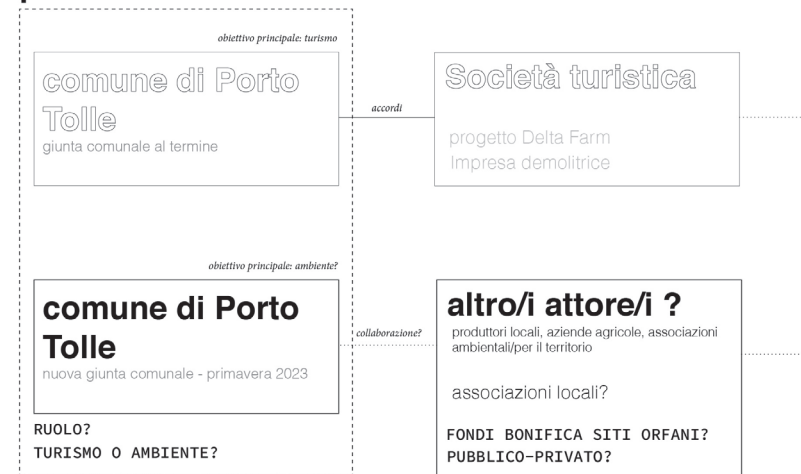 obiettivo principale: turismo
comune di Porto
Tolle
giunta comunale al termine
accordi
Società turistica
progetto Delta Farm
Impresa demolitrice
obiettivo principale: ambiente?
comune di Porto
Tolle
nuova giunta comunale - primavera 2023
RUOLO?
TURISMO O AMBIENTE?
collaborazione?
altro/i attore/i ?
produttori locali, aziende agricole, associazioni
ambientali/per il territorio
associazioni locali?
FONDI BONIFICA SITI ORFANI?
PUBBLICO-PRIVATO?